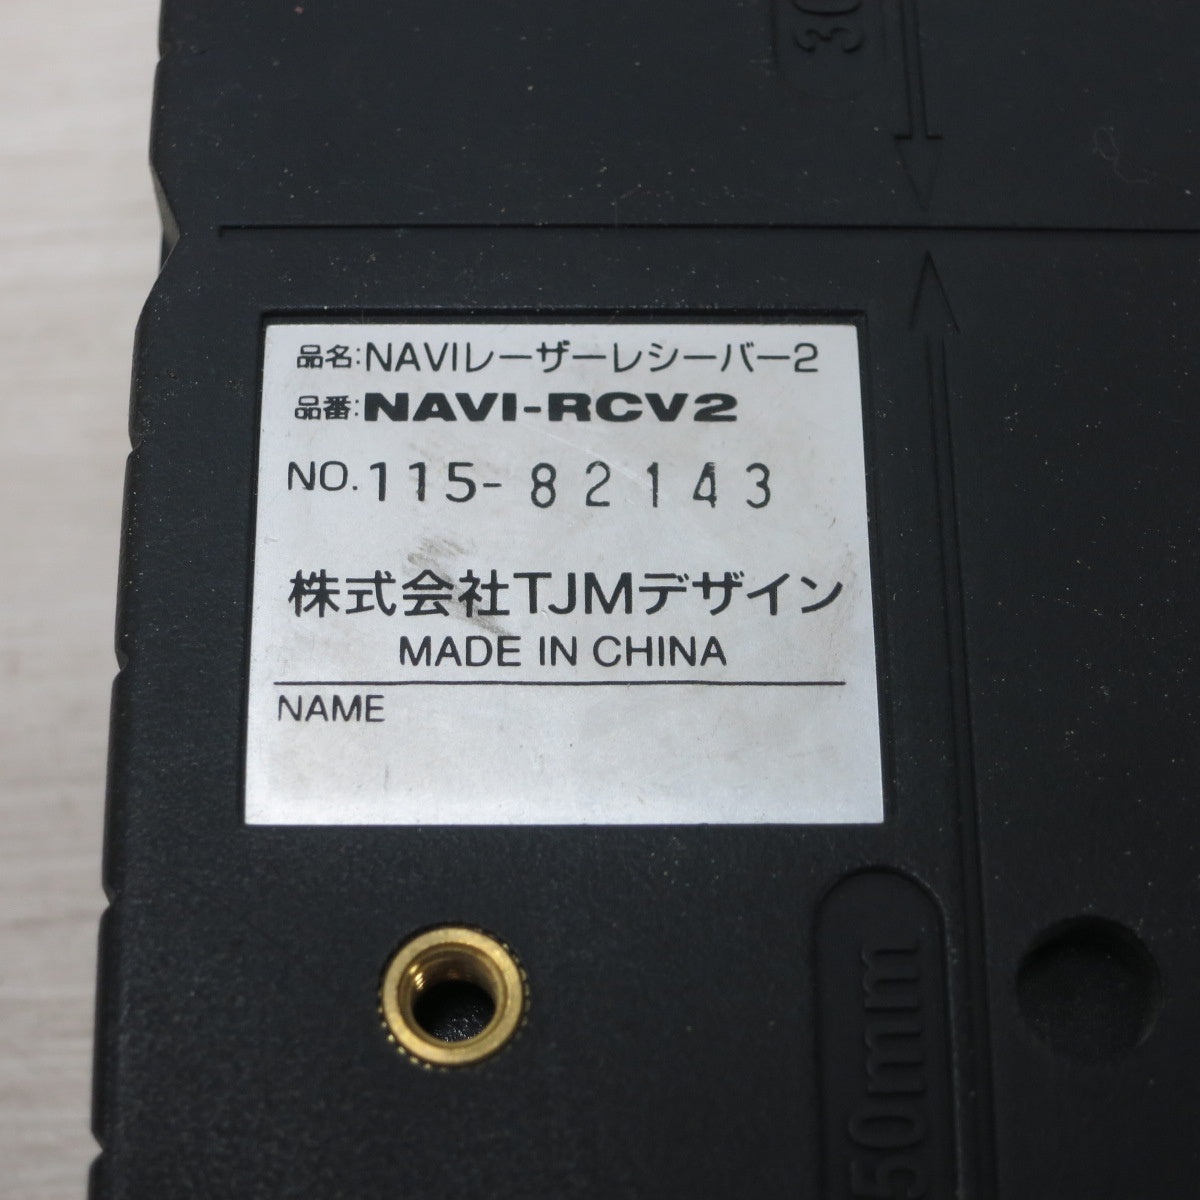 品名:NAVIレーザーレシーバー2
品番:NAVI-RCV2
NO. 115-82143
株式会社TJMデザイン
MADE IN CHINA
NAME
50mm